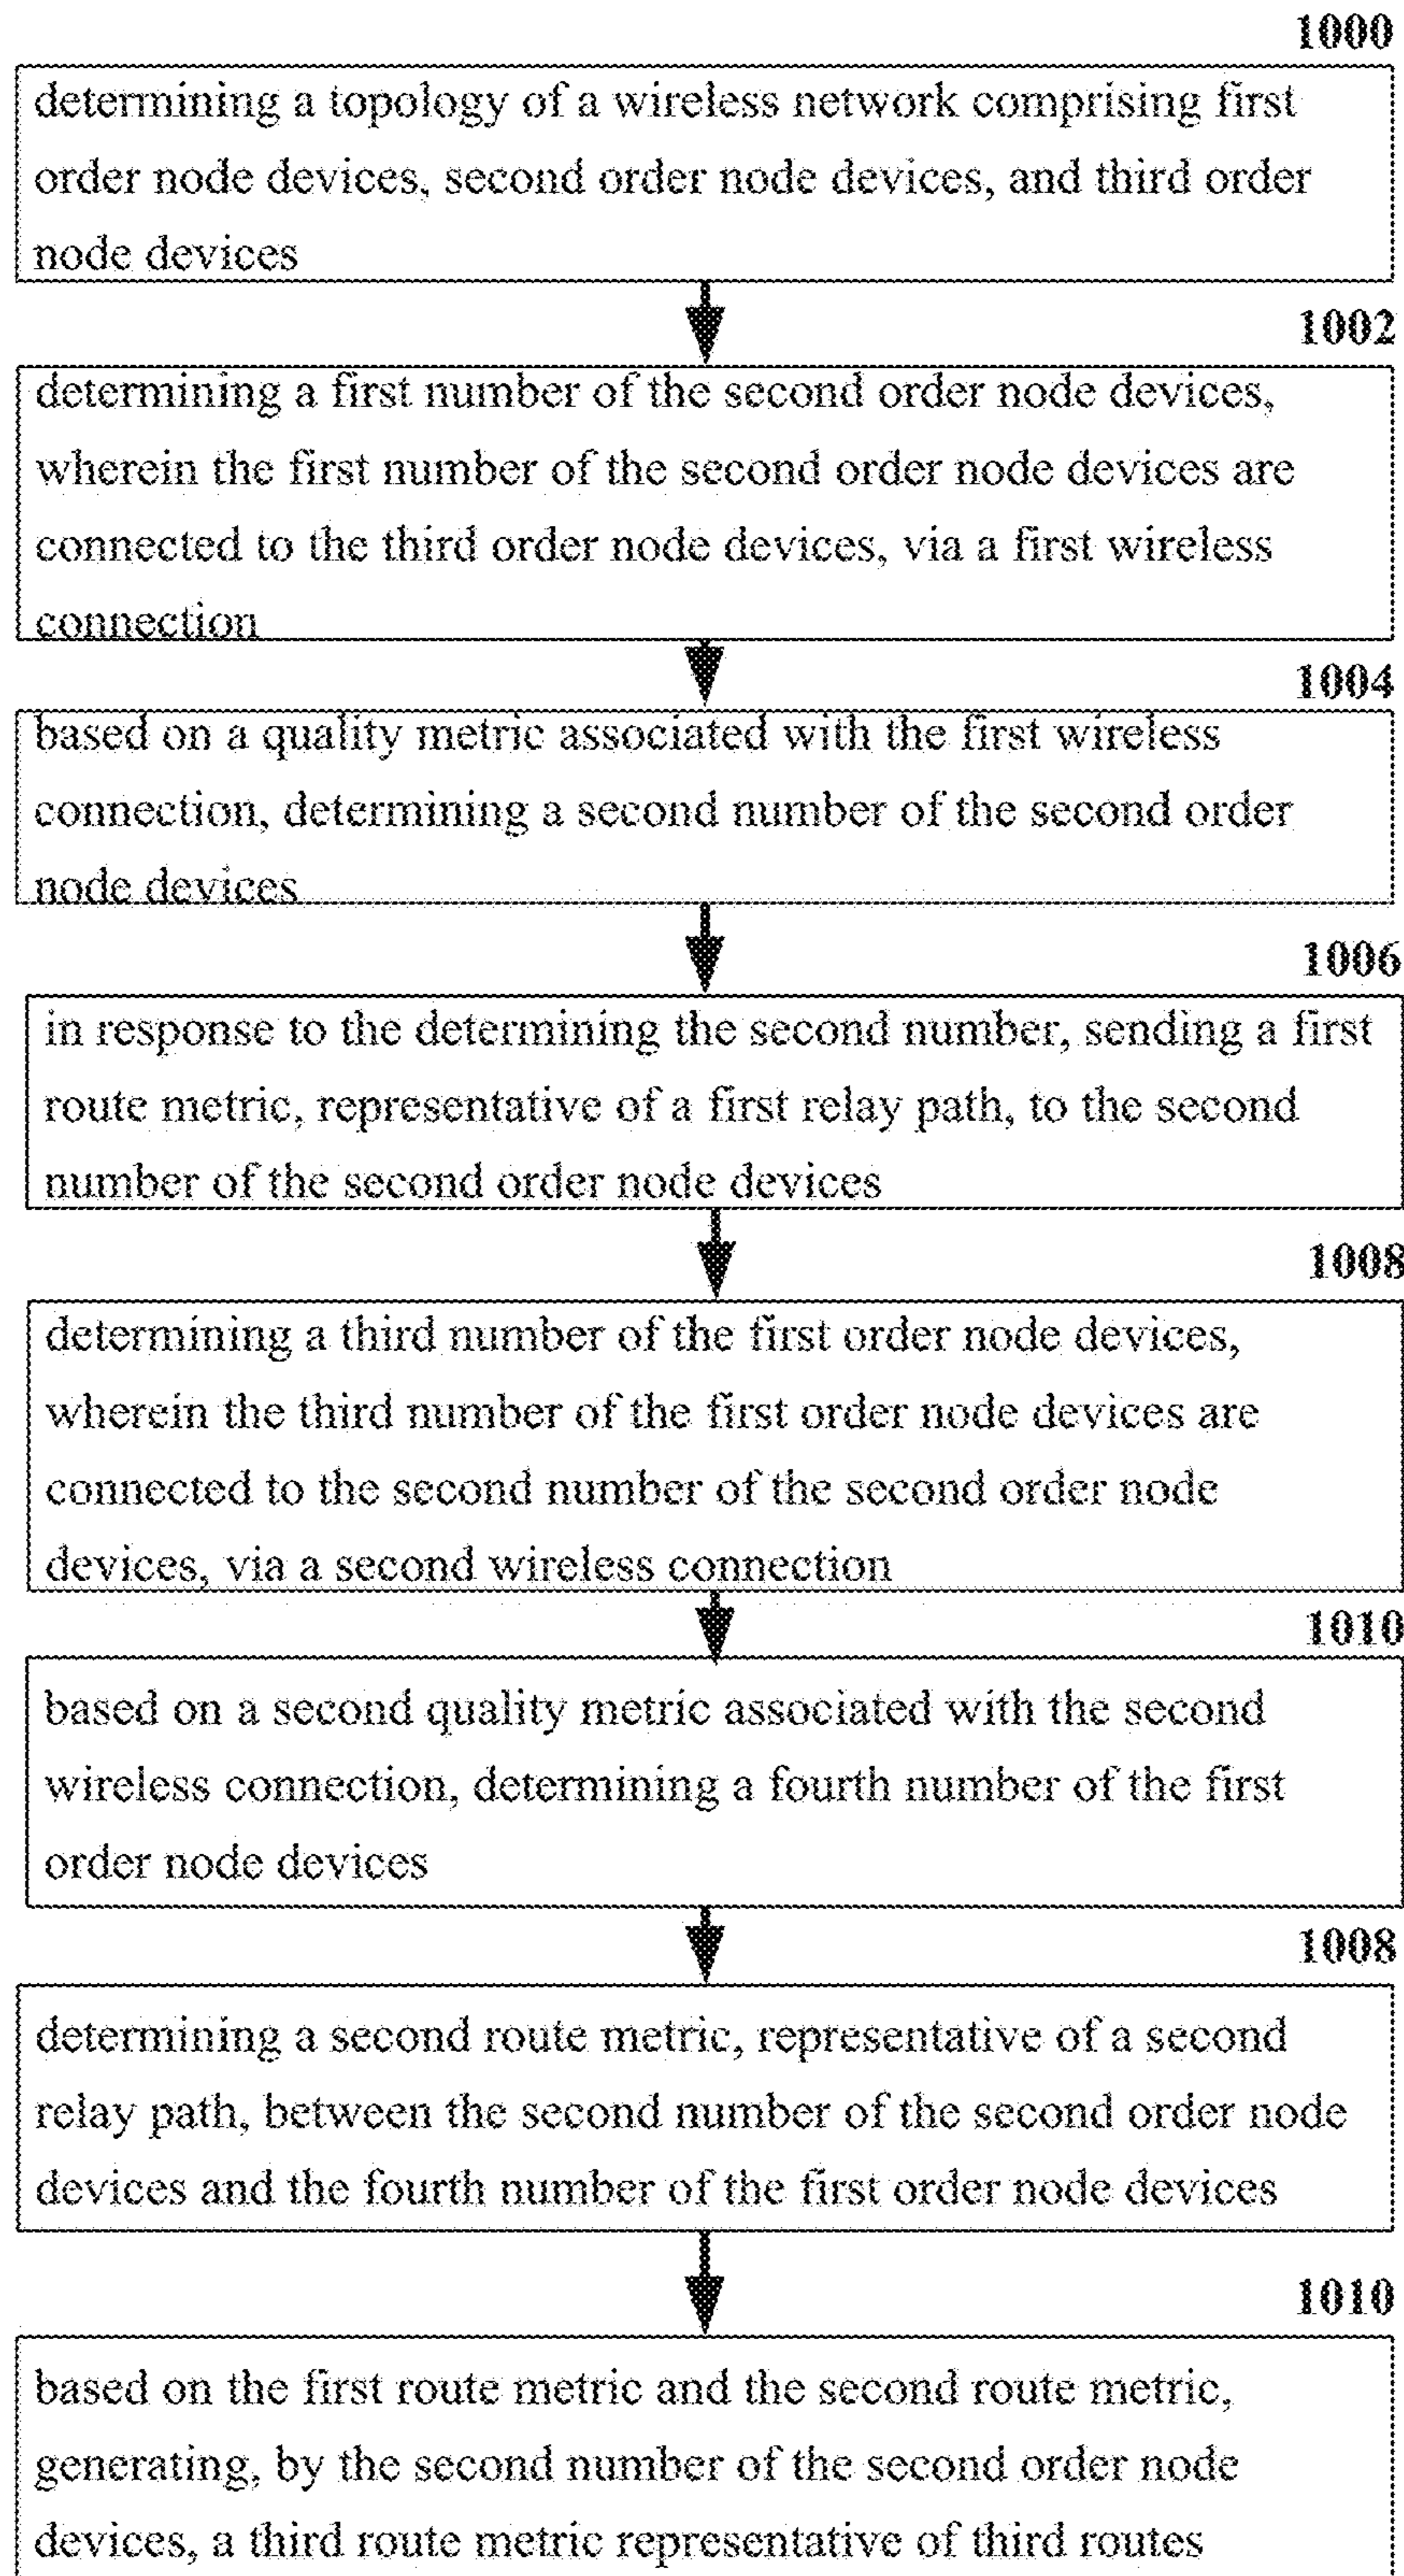 1000
determining a topology of a wireless network comprising first
order node devices, second order node devices, and third order
node devices
1002
determining a first number of the second order node devices,
wherein the first number of the second order node devices are
connected to the third order node devices, via a first wireless
connection
1004
based on a quality metric associated with the first wireless
connection, determining a second number of the second order
node devices
1006
in response to the determining the second number, sending a first
route metric, representative of a first relay path, to the second
number of the second order node devices
1008
determining a third number of the first order node devices,
wherein the third number of the first order node devices are
connected to the second number of the second order node
devices, via a second wireless connection
1010
based on a second quality metric associated with the second
wireless connection, determining a fourth number of the first
order node devices
1008
determining a second route metric, representative of a second
relay path, between the second number of the second order node
devices and the fourth number of the first order node devices
1010
based on the first route metric and the second route metric,
generating, by the second number of the second order node
devices, a third route metric representative of third routes